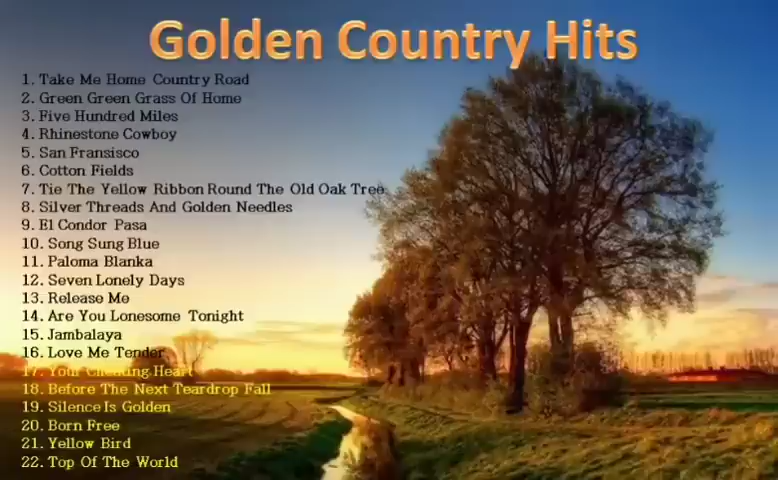 Golden Country Hits
1. Take Me Home Country Road
2. Green Green Grass Of Home
3. Five Hundred Miles
4. Rhinestone Cowboy
5. San Fransisco
6. Cotton Fields
7. Tie The Yellow Ribbon Round The Old Oak Tree
8. Silver Threads And Golden Needles
9. El Condor Pasa
10. Song Sung Blue
11. Paloma Blanka
12. Seven Lonely Days
13. Release Me
14. Are You Lonesome Tonight
15. Jambalaya
16. Love Me Tender
17. Your Cheating Heart
18. Before The Next Teardrop Fall
19. Silence Is Golden
20. Born Free
21. Yellow Bird
22. Top Of The World